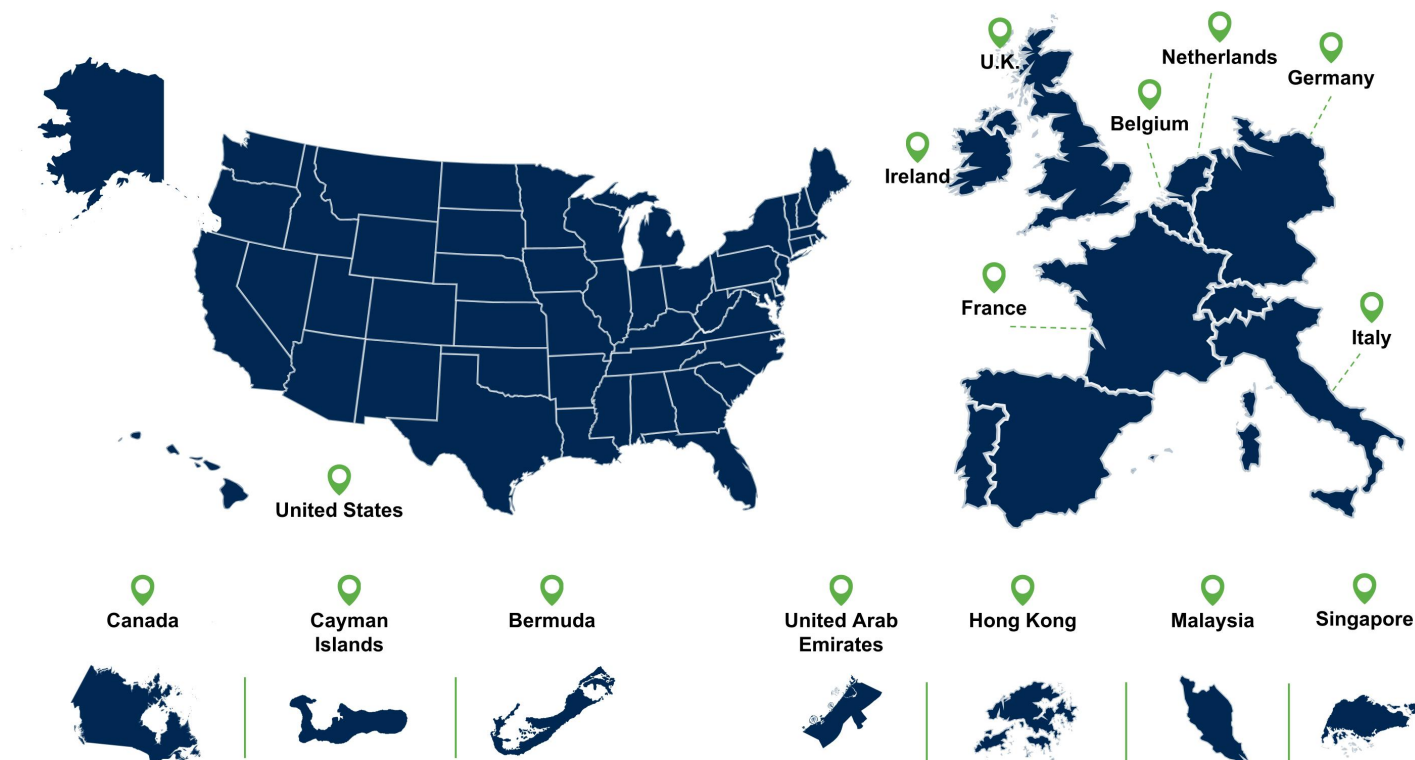 U.K.
Netherlands
Germany
Belgium
Ireland
France
Italy
United States
Canada
Cayman
Islands
Bermuda
United Arab
Emirates
Hong Kong
Malaysia
Singapore